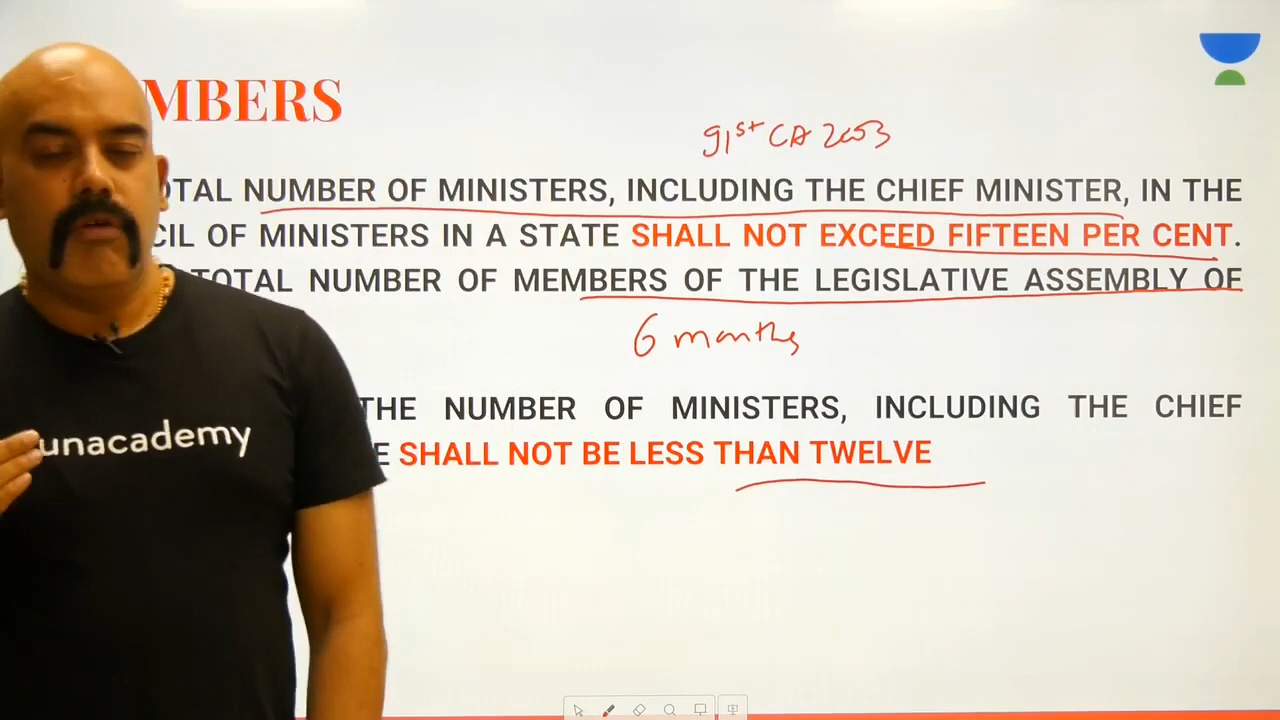 MBERS
91st CA 2003
OTAL NUMBER OF MINISTERS, INCLUDING THE CHIEF MINISTER, IN THE
CIL OF MINISTERS IN A STATE SHALL NOT EXCEED FIFTEEN PER CENT.
TOTAL NUMBER OF MEMBERS OF THE LEGISLATIVE ASSEMBLY OF
6 months
THE NUMBER OF MINISTERS, INCLUDING THE CHIEF
E SHALL NOT BE LESS THAN TWELVE
unacademy